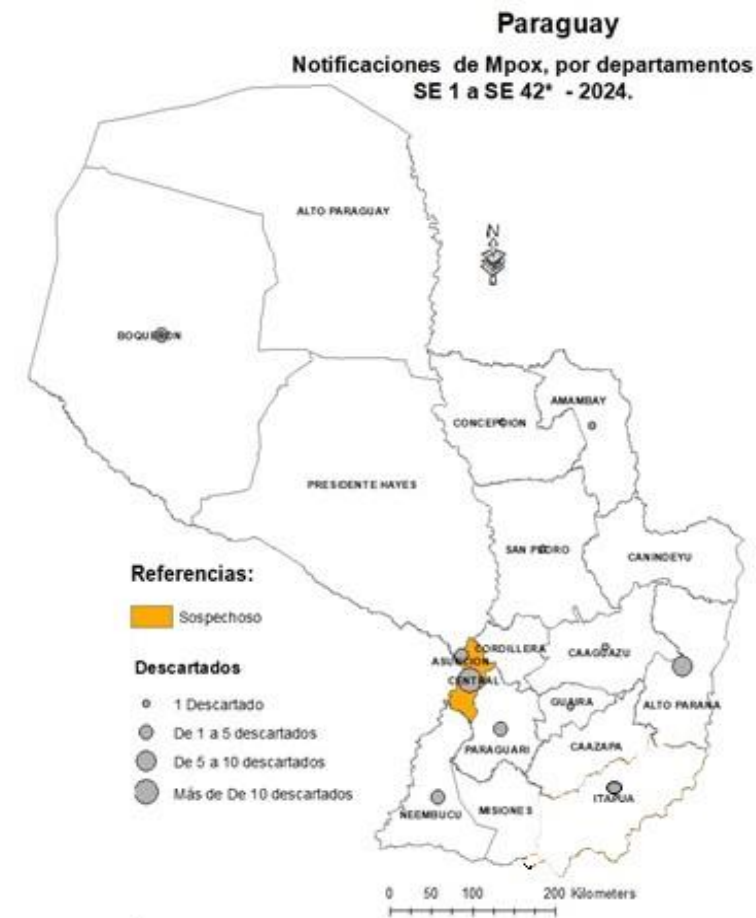 Paraguay
Notificaciones de Mpox, por departamentos
SE 1 a SE 42* - 2024.
ALTO PARAGUAY
N
BOQUERON
AMAMBAY
CONCEPCION
PRESIDENTE HAYES
SAN PEDRO
CANINDEYU
Referencias:
Sospechoso
CORDILLERA
CAAGUAZU
ASUNCION
Descartados
CENTRAL
1 Descartado
GUAIRA
ALTO PARANA
De 1 a 5 descartados
PARAGUARI
CAAZAPA
De 5 a 10 descartados
Más de De 10 descartados
ITAPUA
ÑEEMBUCU
MISIONES
0 50 100 200 Kilometers